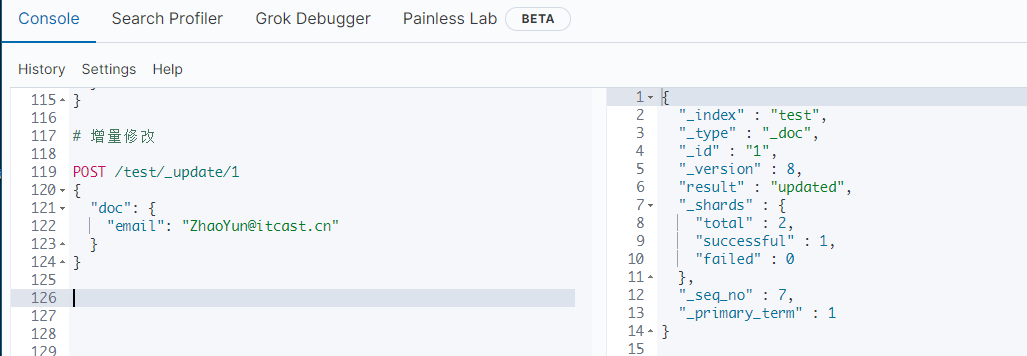 Console Search Profiler Grok Debugger Painless Lab BETA
History Settings Help
115 }
116
117 # 增量修改
118
119 POST /test/_update/1
120 {
121 "doc": {
122 "email": "ZhaoYun@itcast.cn"
123 }
124 }
125
126
127
128
129
1 {
2 "_index" : "test",
3 "_type" : "_doc",
4 "_id" : "1",
5 "_version" : 8,
6 "result" : "updated",
7 "_shards" : {
8 "total" : 2,
9 "successful" : 1,
10 "failed" : 0
11 },
12 "_seq_no" : 7,
13 "_primary_term" : 1
14 }
15